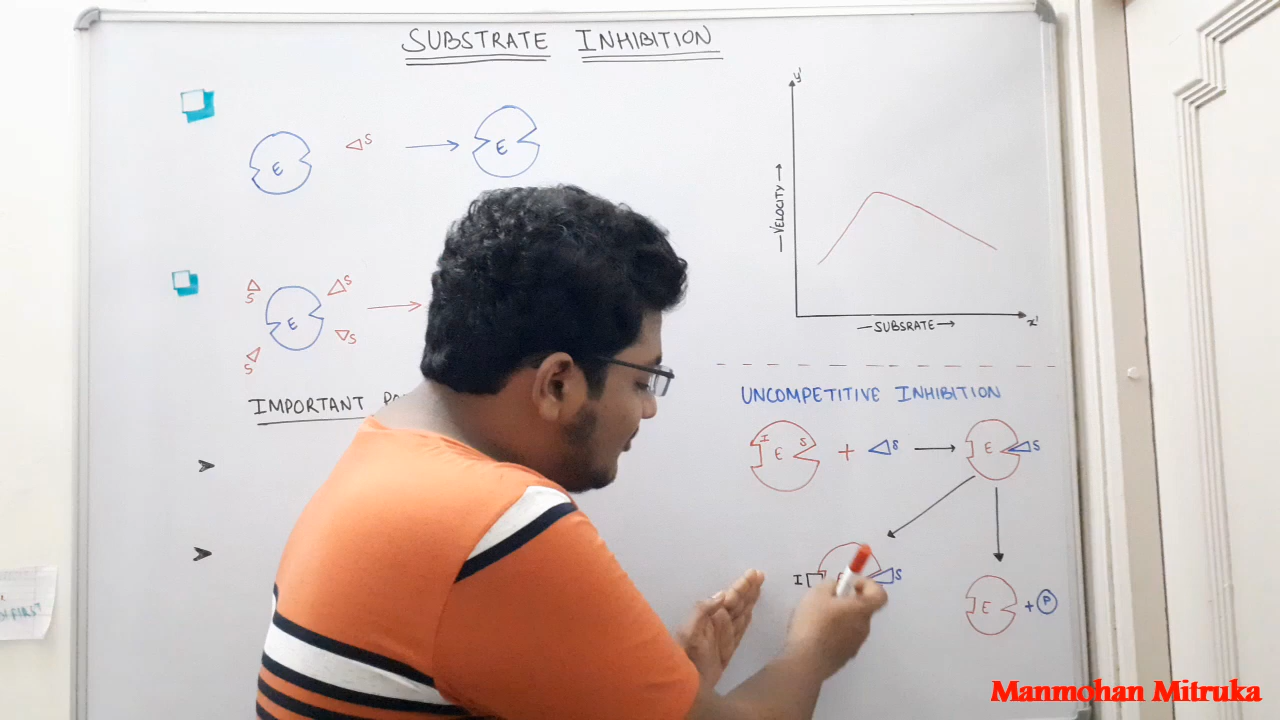 SUBSTRATE INHIBITION
E S → E
S S E S S →
IMPORTANT
y'
— VELOCITY →
— SUBSRATE →
x'
UNCOMPETITIVE INHIBITION
I E S + S → E S
I S
E + P
Manmohan Mitruka